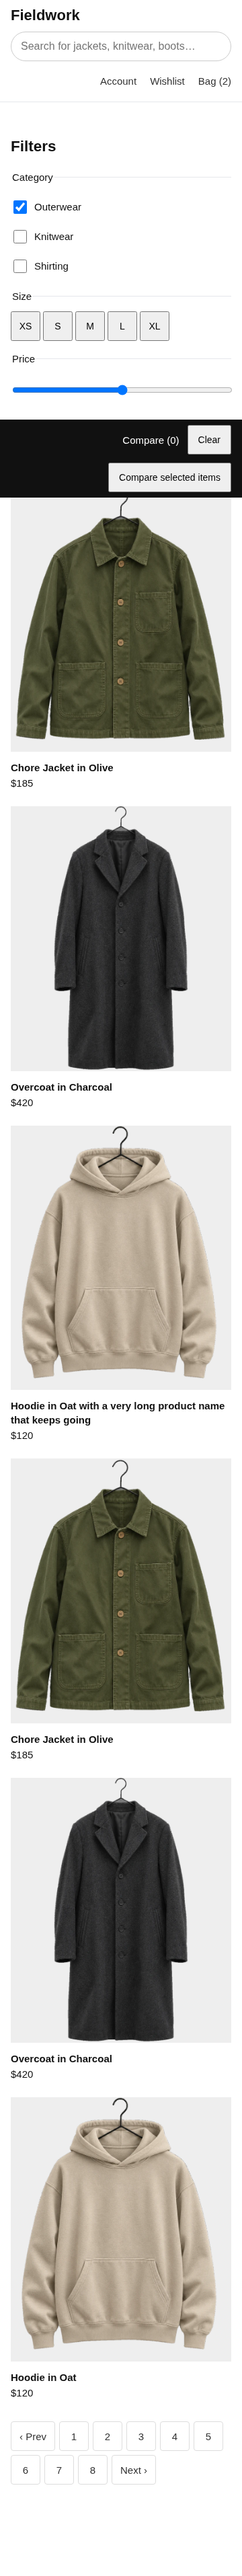 Fieldwork
Search for jackets, knitwear, boots…
Account Wishlist Bag (2)
Filters
Category
Outerwear
Knitwear
Shirting
Size
XS S M L XL
Price
Compare (0) Clear
Compare selected items
Chore Jacket in Olive
$185
Overcoat in Charcoal
$420
Hoodie in Oat with a very long product name
that keeps going
$120
Chore Jacket in Olive
$185
Overcoat in Charcoal
$420
Hoodie in Oat
$120
‹ Prev 1 2 3 4 5
6 7 8 Next ›